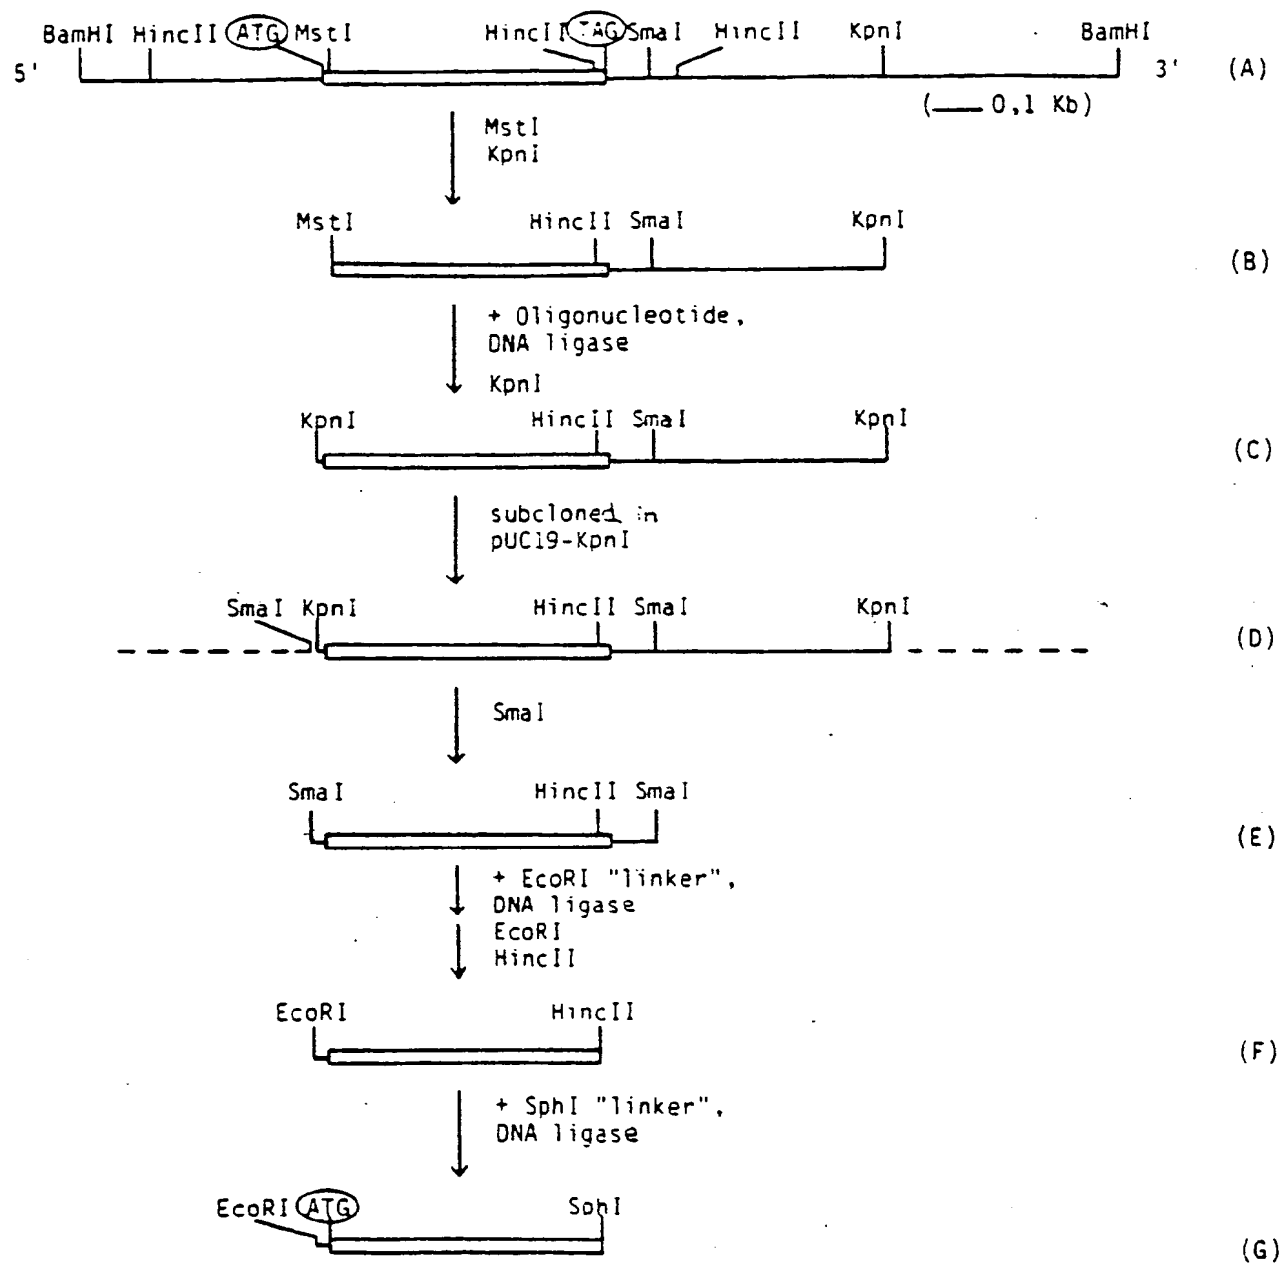 BamHI HincII ATG MstI HincII TAG SmaI HincII KpnI BamHI
5' 3' (A)
(— 0,1 Kb)
MstI
KpnI
MstI HincII SmaI KpnI
(B)
+ Oligonucleotide,
DNA ligase
KpnI
KpnI HincII SmaI KpnI
(C)
subcloned in
pUC19-KpnI
SmaI KpnI HincII SmaI KpnI
(D)
SmaI
SmaI HincII SmaI
(E)
+ EcoRI "linker",
DNA ligase
EcoRI
HincII
EcoRI HincII
(F)
+ SphI "linker",
DNA ligase
EcoRI ATG SphI
(G)